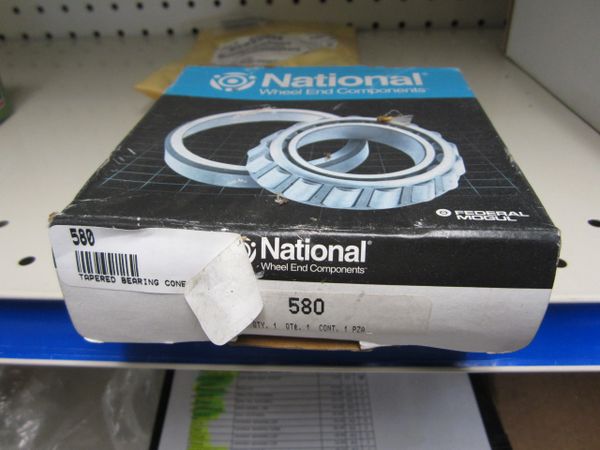 National®
Wheel End Components
FEDERAL
MOGUL
580
TAPERED BEARING CONE
National®
Wheel End Components™
580
QTY. 1 QTé. 1 CONT. 1 PZA